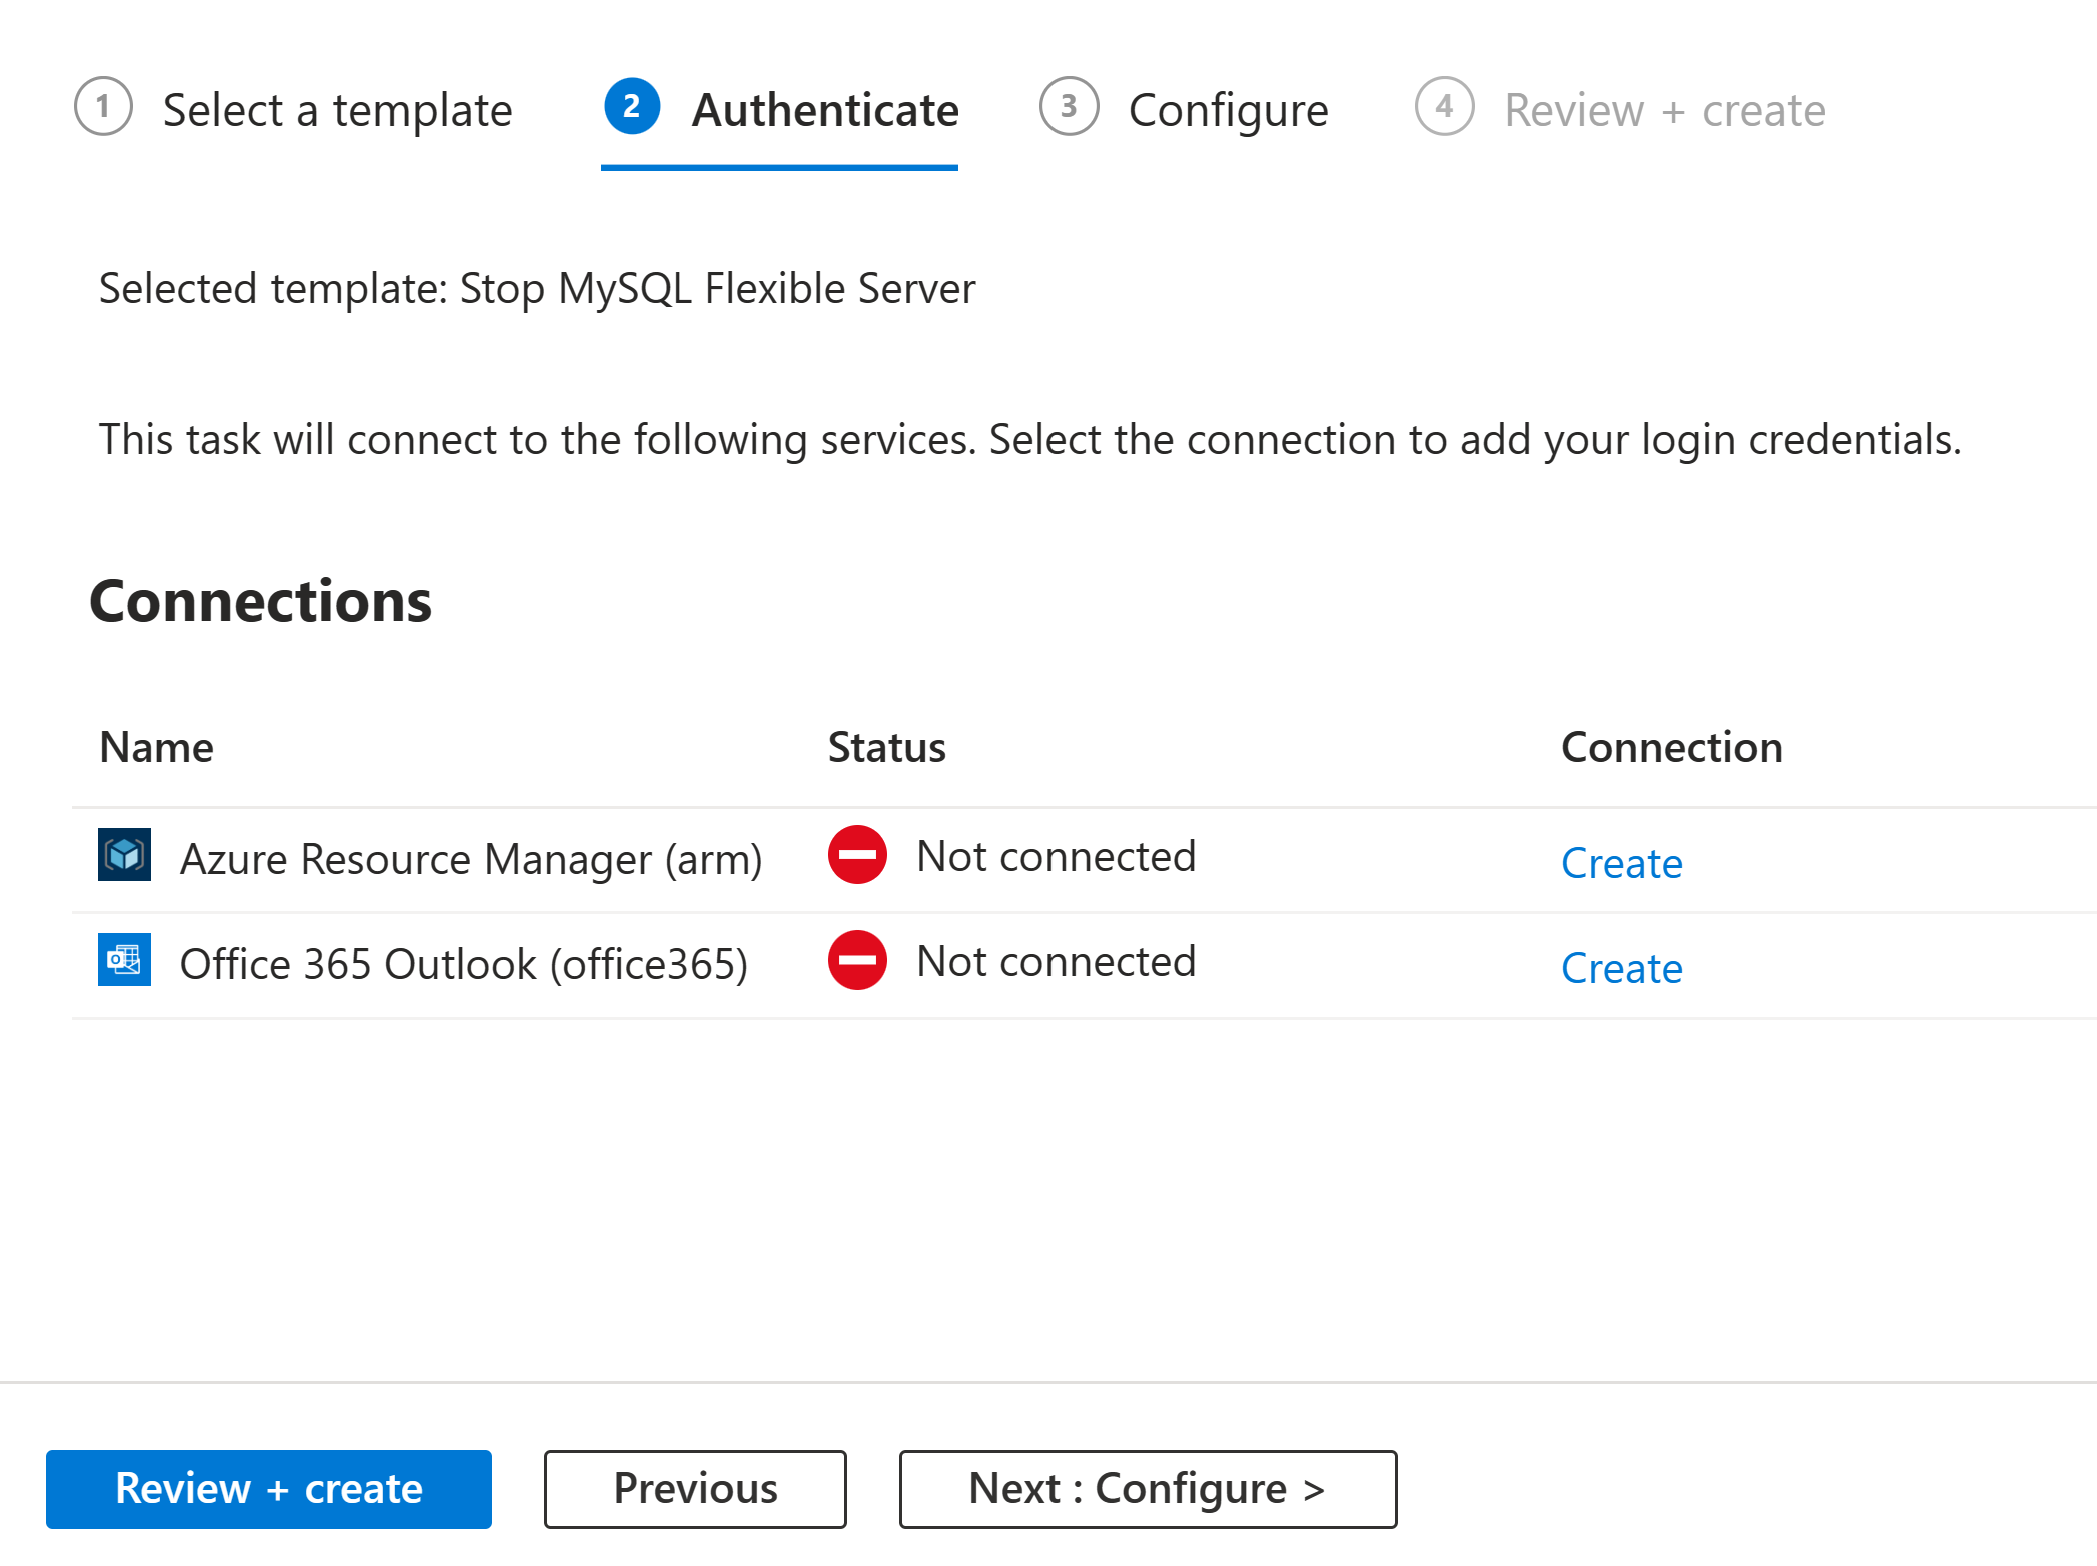 1 Select a template 2 Authenticate 3 Configure 4 Review + create
Selected template: Stop MySQL Flexible Server
This task will connect to the following services. Select the connection to add your login credentials.
Connections
Name Status Connection
Azure Resource Manager (arm) Not connected Create
Office 365 Outlook (office365) Not connected Create
Review + create Previous Next : Configure >